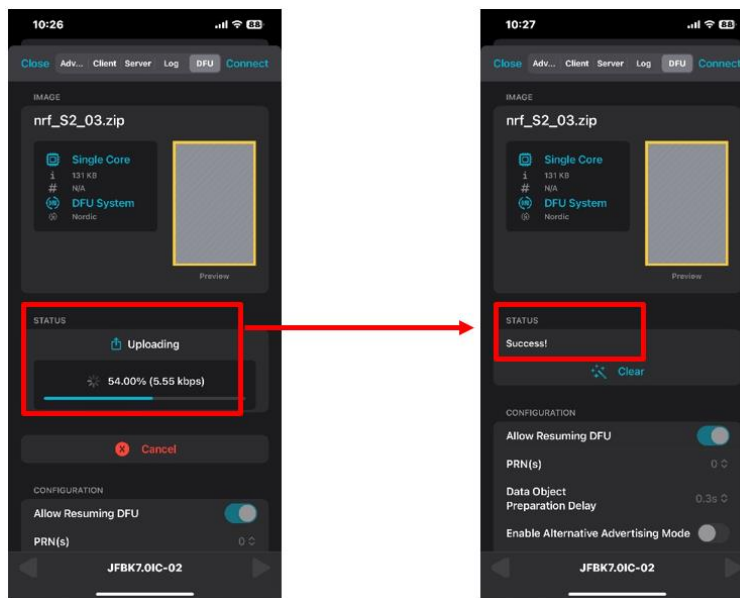 10:26
88
Close Adv... Client Server Log DFU Connect
IMAGE
nrf_S2_03.zip
Single Core
131 KB
# N/A
DFU System
Nordic
Preview
STATUS
Uploading
54.00% (5.55 kbps)
Cancel
CONFIGURATION
Allow Resuming DFU
PRN(s) 0
JFBK7.0IC-02
10:27
88
Close Adv... Client Server Log DFU Connect
IMAGE
nrf_S2_03.zip
Single Core
131 KB
# N/A
DFU System
Nordic
Preview
STATUS
Success!
Clear
CONFIGURATION
Allow Resuming DFU
PRN(s) 0
Data Object
Preparation Delay 0.3s
Enable Alternative Advertising Mode
JFBK7.0IC-02